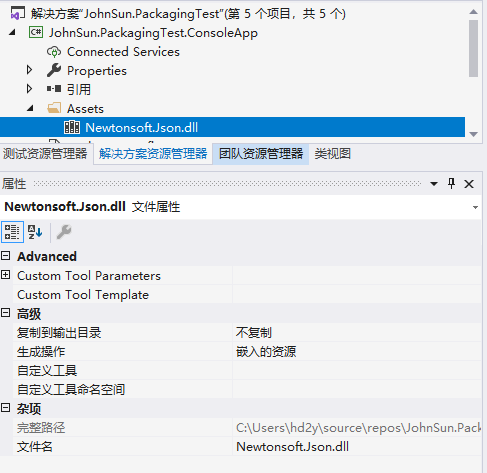 解决方案"JohnSun.PackagingTest"(第 5 个项目，共 5 个)
JohnSun.PackagingTest.ConsoleApp
Connected Services
Properties
引用
Assets
Newtonsoft.Json.dll
测试资源管理器 解决方案资源管理器 团队资源管理器 类视图
属性
Newtonsoft.Json.dll 文件属性
Advanced
Custom Tool Parameters
Custom Tool Template
高级
复制到输出目录 不复制
生成操作 嵌入的资源
自定义工具
自定义工具命名空间
杂项
完整路径 C:\Users\hd2y\source\repos\JohnSun.Pack
文件名 Newtonsoft.Json.dll